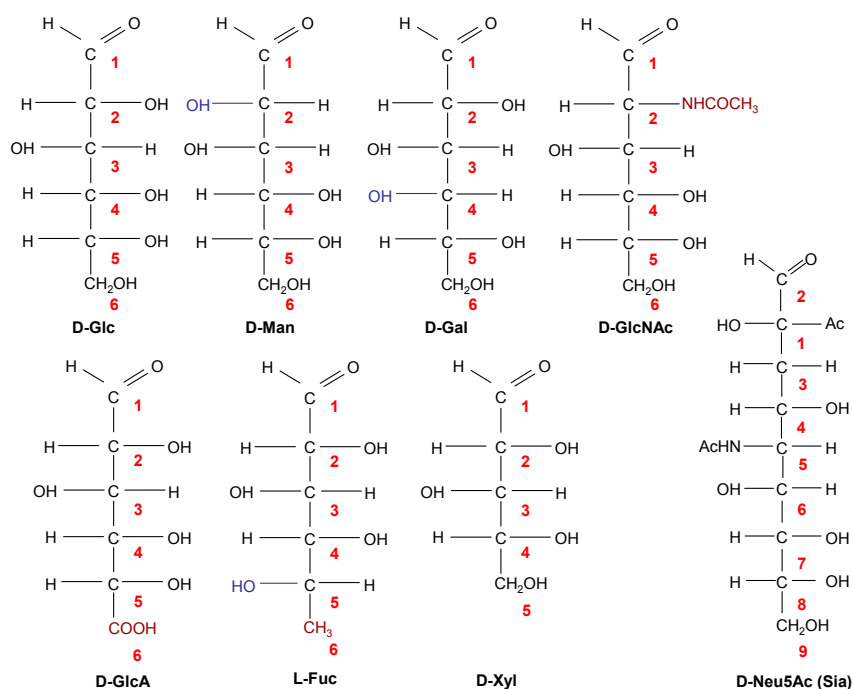 H O
C
1
H C OH
2
OH C H
3
H C OH
4
H C OH
5
CH₂OH
6
D-Glc
H O
C
1
OH C H
2
OH C H
3
H C OH
4
H C OH
5
CH₂OH
6
D-Man
H O
C
1
H C OH
2
OH C H
3
OH C H
4
H C OH
5
CH₂OH
6
D-Gal
H O
C
1
H C NHCOCH₃
2
OH C H
3
H C OH
4
H C OH
5
CH₂OH
6
D-GlcNAc
H O
C
1
H C OH
2
OH C H
3
H C OH
4
H C OH
5
COOH
6
D-GlcA
H O
C
1
H C OH
2
OH C H
3
H C OH
4
HO C H
5
CH₃
6
L-Fuc
H O
C
1
H C OH
2
OH C H
3
H C OH
4
CH₂OH
5
D-Xyl
H O
C
2
HO C Ac
1
H C H
3
H C OH
4
AcHN C H
5
OH C H
6
H C OH
7
H C OH
8
CH₂OH
9
D-Neu5Ac (Sia)